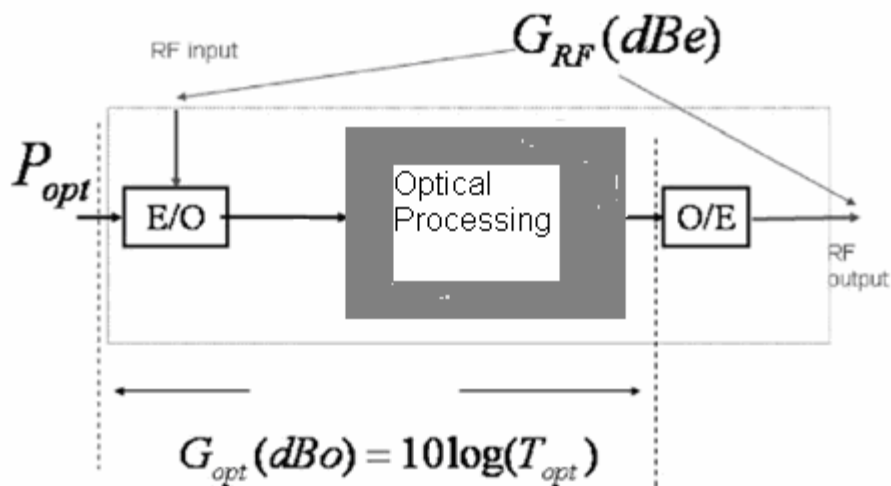 RF input
G_RF (dBe)
P_opt
E/O
Optical
Processing
O/E
RF
output
G_opt (dBo) = 10log(T_opt)